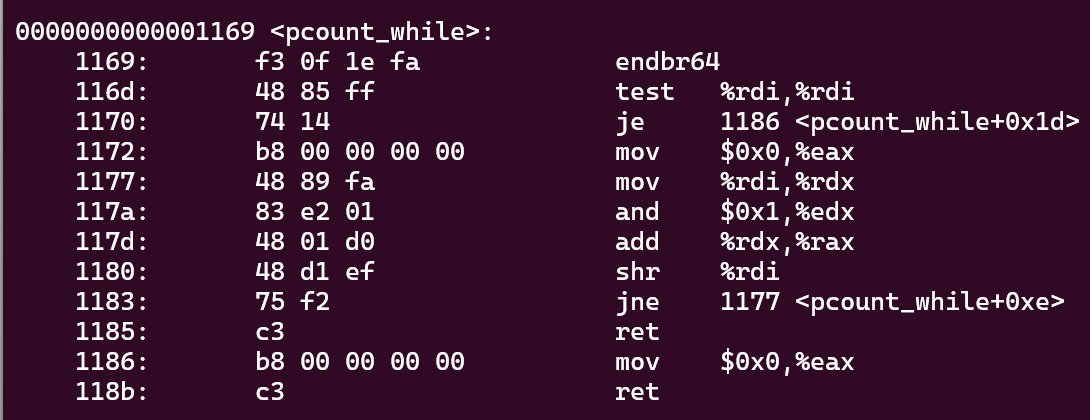 0000000000001169 <pcount_while>:
1169: f3 0f 1e fa endbr64
116d: 48 85 ff test %rdi,%rdi
1170: 74 14 je 1186 <pcount_while+0x1d>
1172: b8 00 00 00 00 mov $0x0,%eax
1177: 48 89 fa mov %rdi,%rdx
117a: 83 e2 01 and $0x1,%edx
117d: 48 01 d0 add %rdx,%rax
1180: 48 d1 ef shr %rdi
1183: 75 f2 jne 1177 <pcount_while+0xe>
1185: c3 ret
1186: b8 00 00 00 00 mov $0x0,%eax
118b: c3 ret